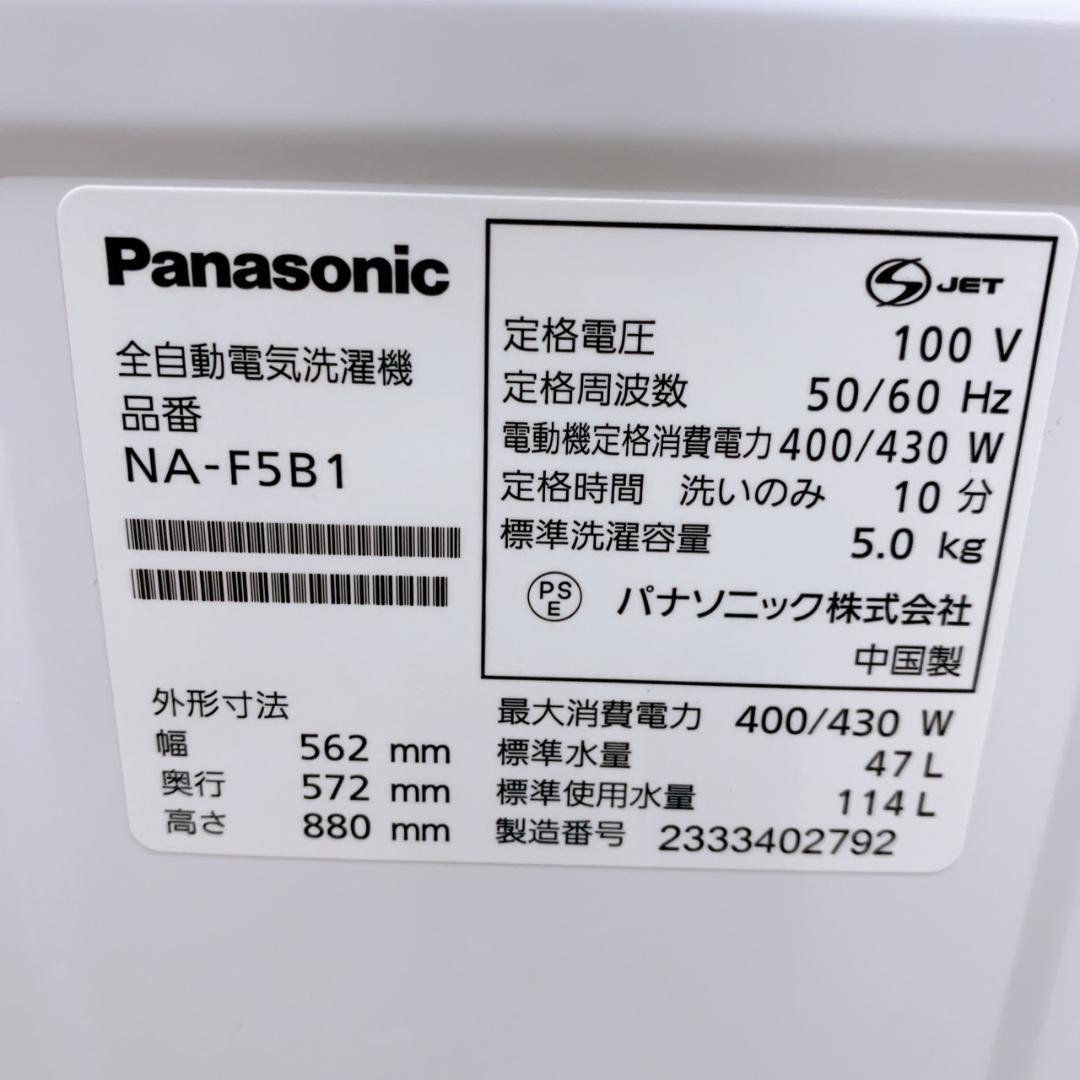 Panasonic
全自動電気洗濯機
品番
NA-F5B1
外形寸法
幅 562 mm
奥行 572 mm
高さ 880 mm
JET
定格電圧 100 V
定格周波数 50/60 Hz
電動機定格消費電力 400/430 W
定格時間 洗いのみ 10 分
標準洗濯容量 5.0 kg
PS
E
パナソニック株式会社
中国製
最大消費電力 400/430 W
標準水量 47 L
標準使用水量 114 L
製造番号 2333402792